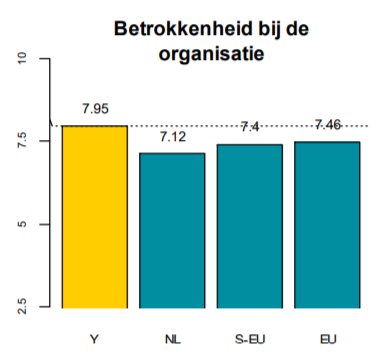 Betrokkenheid bij de
organisatie
10
7.5
5
2.5
7.95
7.12
7.4
7.46
Y
NL
S-EU
EU